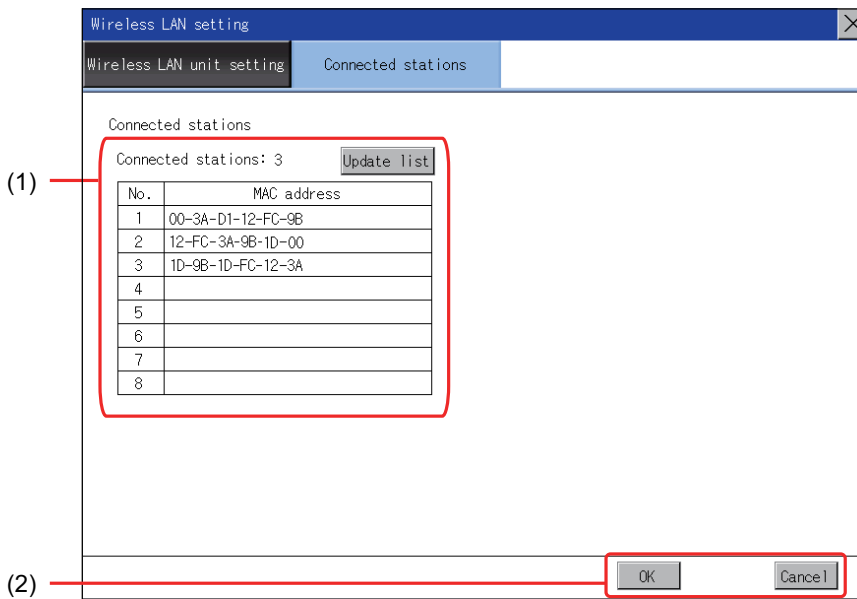 Wireless LAN setting
Wireless LAN unit setting Connected stations
Connected stations
Connected stations: 3 Update list
(1)
No. MAC address
1 00-3A-D1-12-FC-9B
2 12-FC-3A-9B-1D-00
3 1D-9B-1D-FC-12-3A
4
5
6
7
8
(2)
OK Cancel